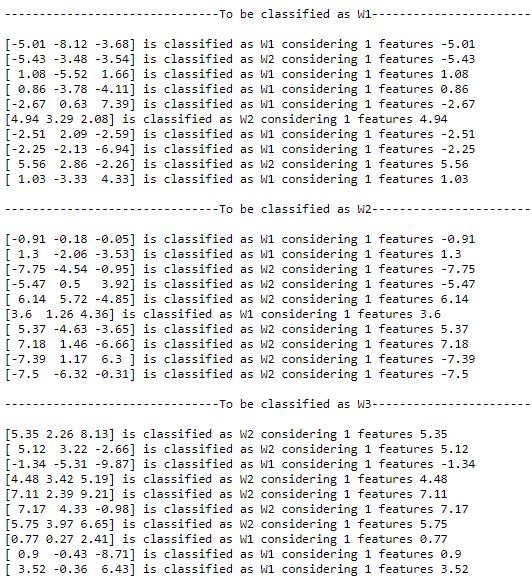 ------------------------------To be classified as W1----------------------
[-5.01 -8.12 -3.68] is classified as W1 considering 1 features -5.01
[-5.43 -3.48 -3.54] is classified as W2 considering 1 features -5.43
[ 1.08 -5.52  1.66] is classified as W1 considering 1 features 1.08
[ 0.86 -3.78 -4.11] is classified as W1 considering 1 features 0.86
[-2.67  0.63  7.39] is classified as W1 considering 1 features -2.67
[4.94 3.29 2.08] is classified as W2 considering 1 features 4.94
[-2.51  2.09 -2.59] is classified as W1 considering 1 features -2.51
[-2.25 -2.13 -6.94] is classified as W1 considering 1 features -2.25
[ 5.56  2.86 -2.26] is classified as W2 considering 1 features 5.56
[ 1.03 -3.33  4.33] is classified as W1 considering 1 features 1.03
------------------------------To be classified as W2----------------------
[-0.91 -0.18 -0.05] is classified as W1 considering 1 features -0.91
[ 1.3  -2.06 -3.53] is classified as W1 considering 1 features 1.3
[-7.75 -4.54 -0.95] is classified as W2 considering 1 features -7.75
[-5.47  0.5   3.92] is classified as W2 considering 1 features -5.47
[ 6.14  5.72 -4.85] is classified as W2 considering 1 features 6.14
[3.6  1.26 4.36] is classified as W1 considering 1 features 3.6
[ 5.37 -4.63 -3.65] is classified as W2 considering 1 features 5.37
[ 7.18  1.46 -6.66] is classified as W2 considering 1 features 7.18
[-7.39  1.17  6.3 ] is classified as W2 considering 1 features -7.39
[-7.5  -6.32 -0.31] is classified as W2 considering 1 features -7.5
------------------------------To be classified as W3----------------------
[5.35 2.26 8.13] is classified as W2 considering 1 features 5.35
[ 5.12  3.22 -2.66] is classified as W2 considering 1 features 5.12
[-1.34 -5.31 -9.87] is classified as W1 considering 1 features -1.34
[4.48 3.42 5.19] is classified as W2 considering 1 features 4.48
[7.11 2.39 9.21] is classified as W2 considering 1 features 7.11
[ 7.17  4.33 -0.98] is classified as W2 considering 1 features 7.17
[5.75 3.97 6.65] is classified as W2 considering 1 features 5.75
[0.77 0.27 2.41] is classified as W1 considering 1 features 0.77
[ 0.9  -0.43 -8.71] is classified as W1 considering 1 features 0.9
[ 3.52 -0.36  6.43] is classified as W1 considering 1 features 3.52